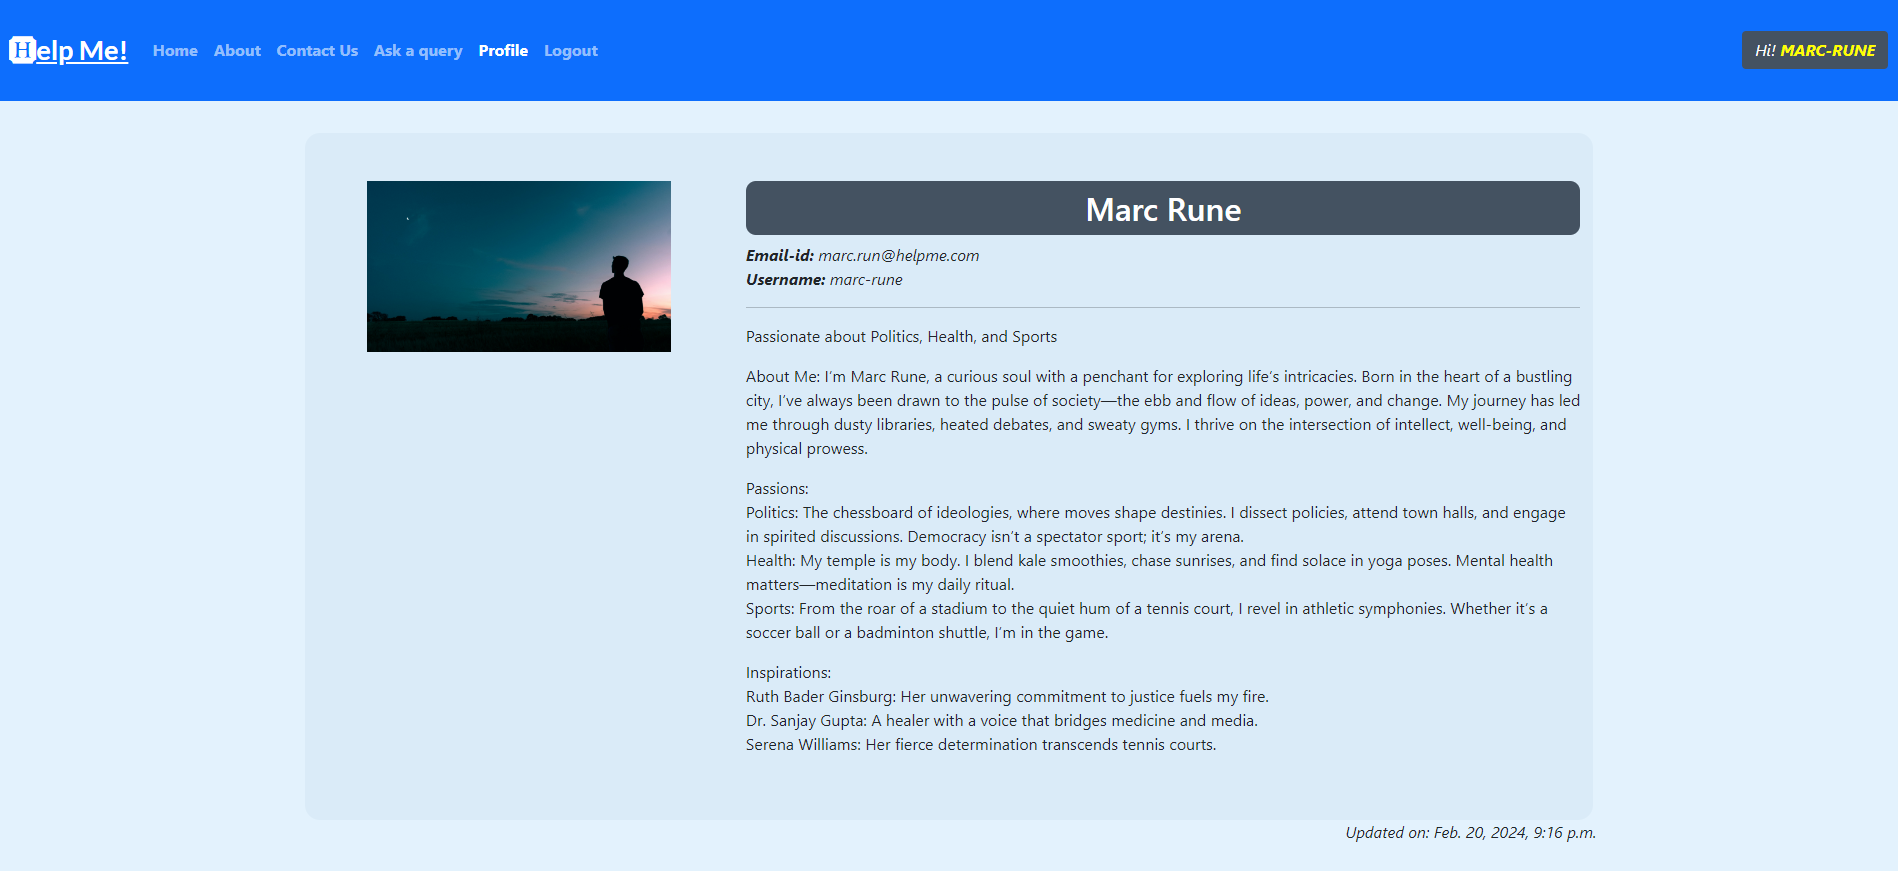 Help Me! Home About Contact Us Ask a query Profile Logout Hi! MARC-RUNE
Marc Rune
Email-id: marc.run@helpme.com
Username: marc-rune
Passionate about Politics, Health, and Sports
About Me: I’m Marc Rune, a curious soul with a penchant for exploring life’s intricacies. Born in the heart of a bustling
city, I’ve always been drawn to the pulse of society—the ebb and flow of ideas, power, and change. My journey has led
me through dusty libraries, heated debates, and sweaty gyms. I thrive on the intersection of intellect, well-being, and
physical prowess.
Passions:
Politics: The chessboard of ideologies, where moves shape destinies. I dissect policies, attend town halls, and engage
in spirited discussions. Democracy isn’t a spectator sport; it’s my arena.
Health: My temple is my body. I blend kale smoothies, chase sunrises, and find solace in yoga poses. Mental health
matters—meditation is my daily ritual.
Sports: From the roar of a stadium to the quiet hum of a tennis court, I revel in athletic symphonies. Whether it’s a
soccer ball or a badminton shuttle, I’m in the game.
Inspirations:
Ruth Bader Ginsburg: Her unwavering commitment to justice fuels my fire.
Dr. Sanjay Gupta: A healer with a voice that bridges medicine and media.
Serena Williams: Her fierce determination transcends tennis courts.
Updated on: Feb. 20, 2024, 9:16 p.m.